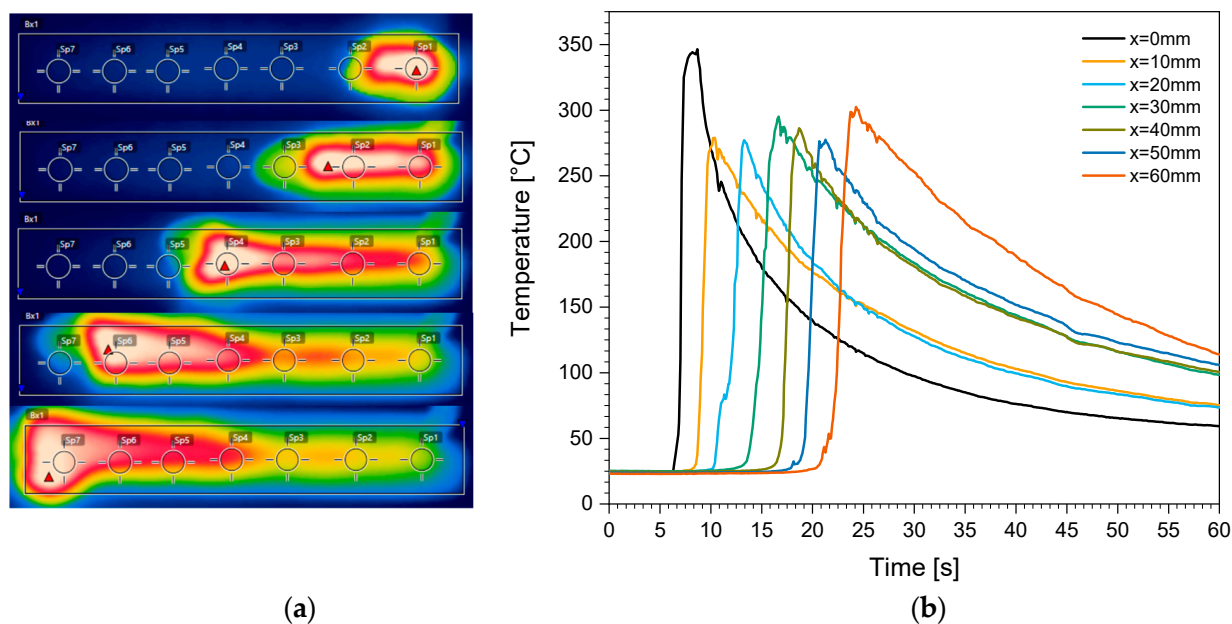 Bx1
Sp7 Sp6 Sp5 Sp4 Sp3 Sp2 Sp1
Bx1
Sp7 Sp6 Sp5 Sp4 Sp3 Sp2 Sp1
Bx1
Sp7 Sp6 Sp5 Sp4 Sp3 Sp2 Sp1
Bx1
Sp7 Sp6 Sp5 Sp4 Sp3 Sp2 Sp1
Bx1
Sp7 Sp6 Sp5 Sp4 Sp3 Sp2 Sp1
(a)
Temperature [°C]
350
300
250
200
150
100
50
0
x=0mm
x=10mm
x=20mm
x=30mm
x=40mm
x=50mm
x=60mm
0 5 10 15 20 25 30 35 40 45 50 55 60
Time [s]
(b)